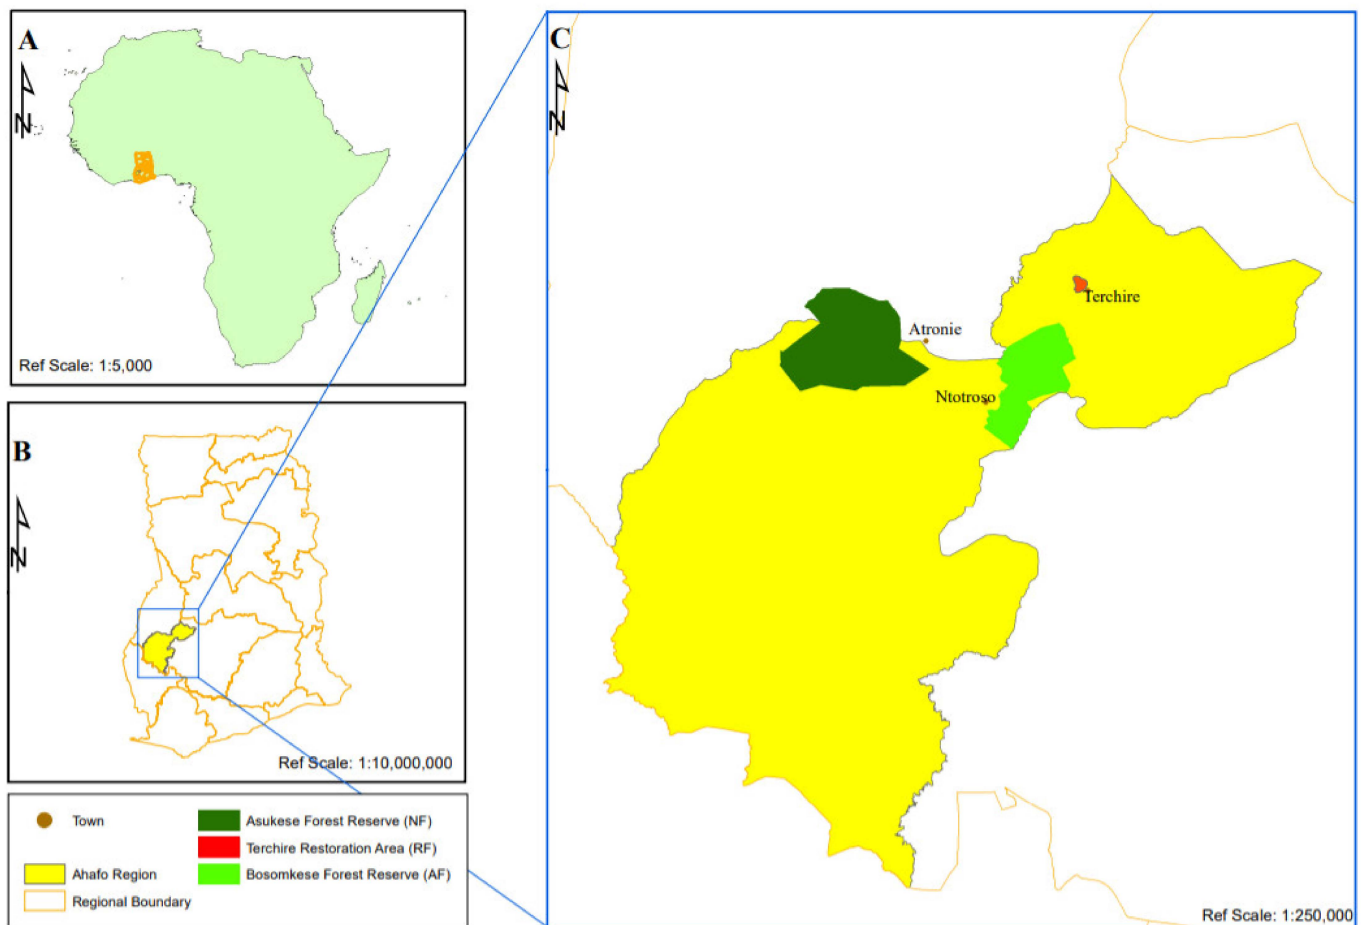 A
N
Ref Scale: 1:5,000
B
N
Ref Scale: 1:10,000,000
Town
Ahafo Region
Regional Boundary
Asukese Forest Reserve (NF)
Terchire Restoration Area (RF)
Bosomkese Forest Reserve (AF)
C
N
Terchire
Atronie
Ntotroso
Ref Scale: 1:250,000